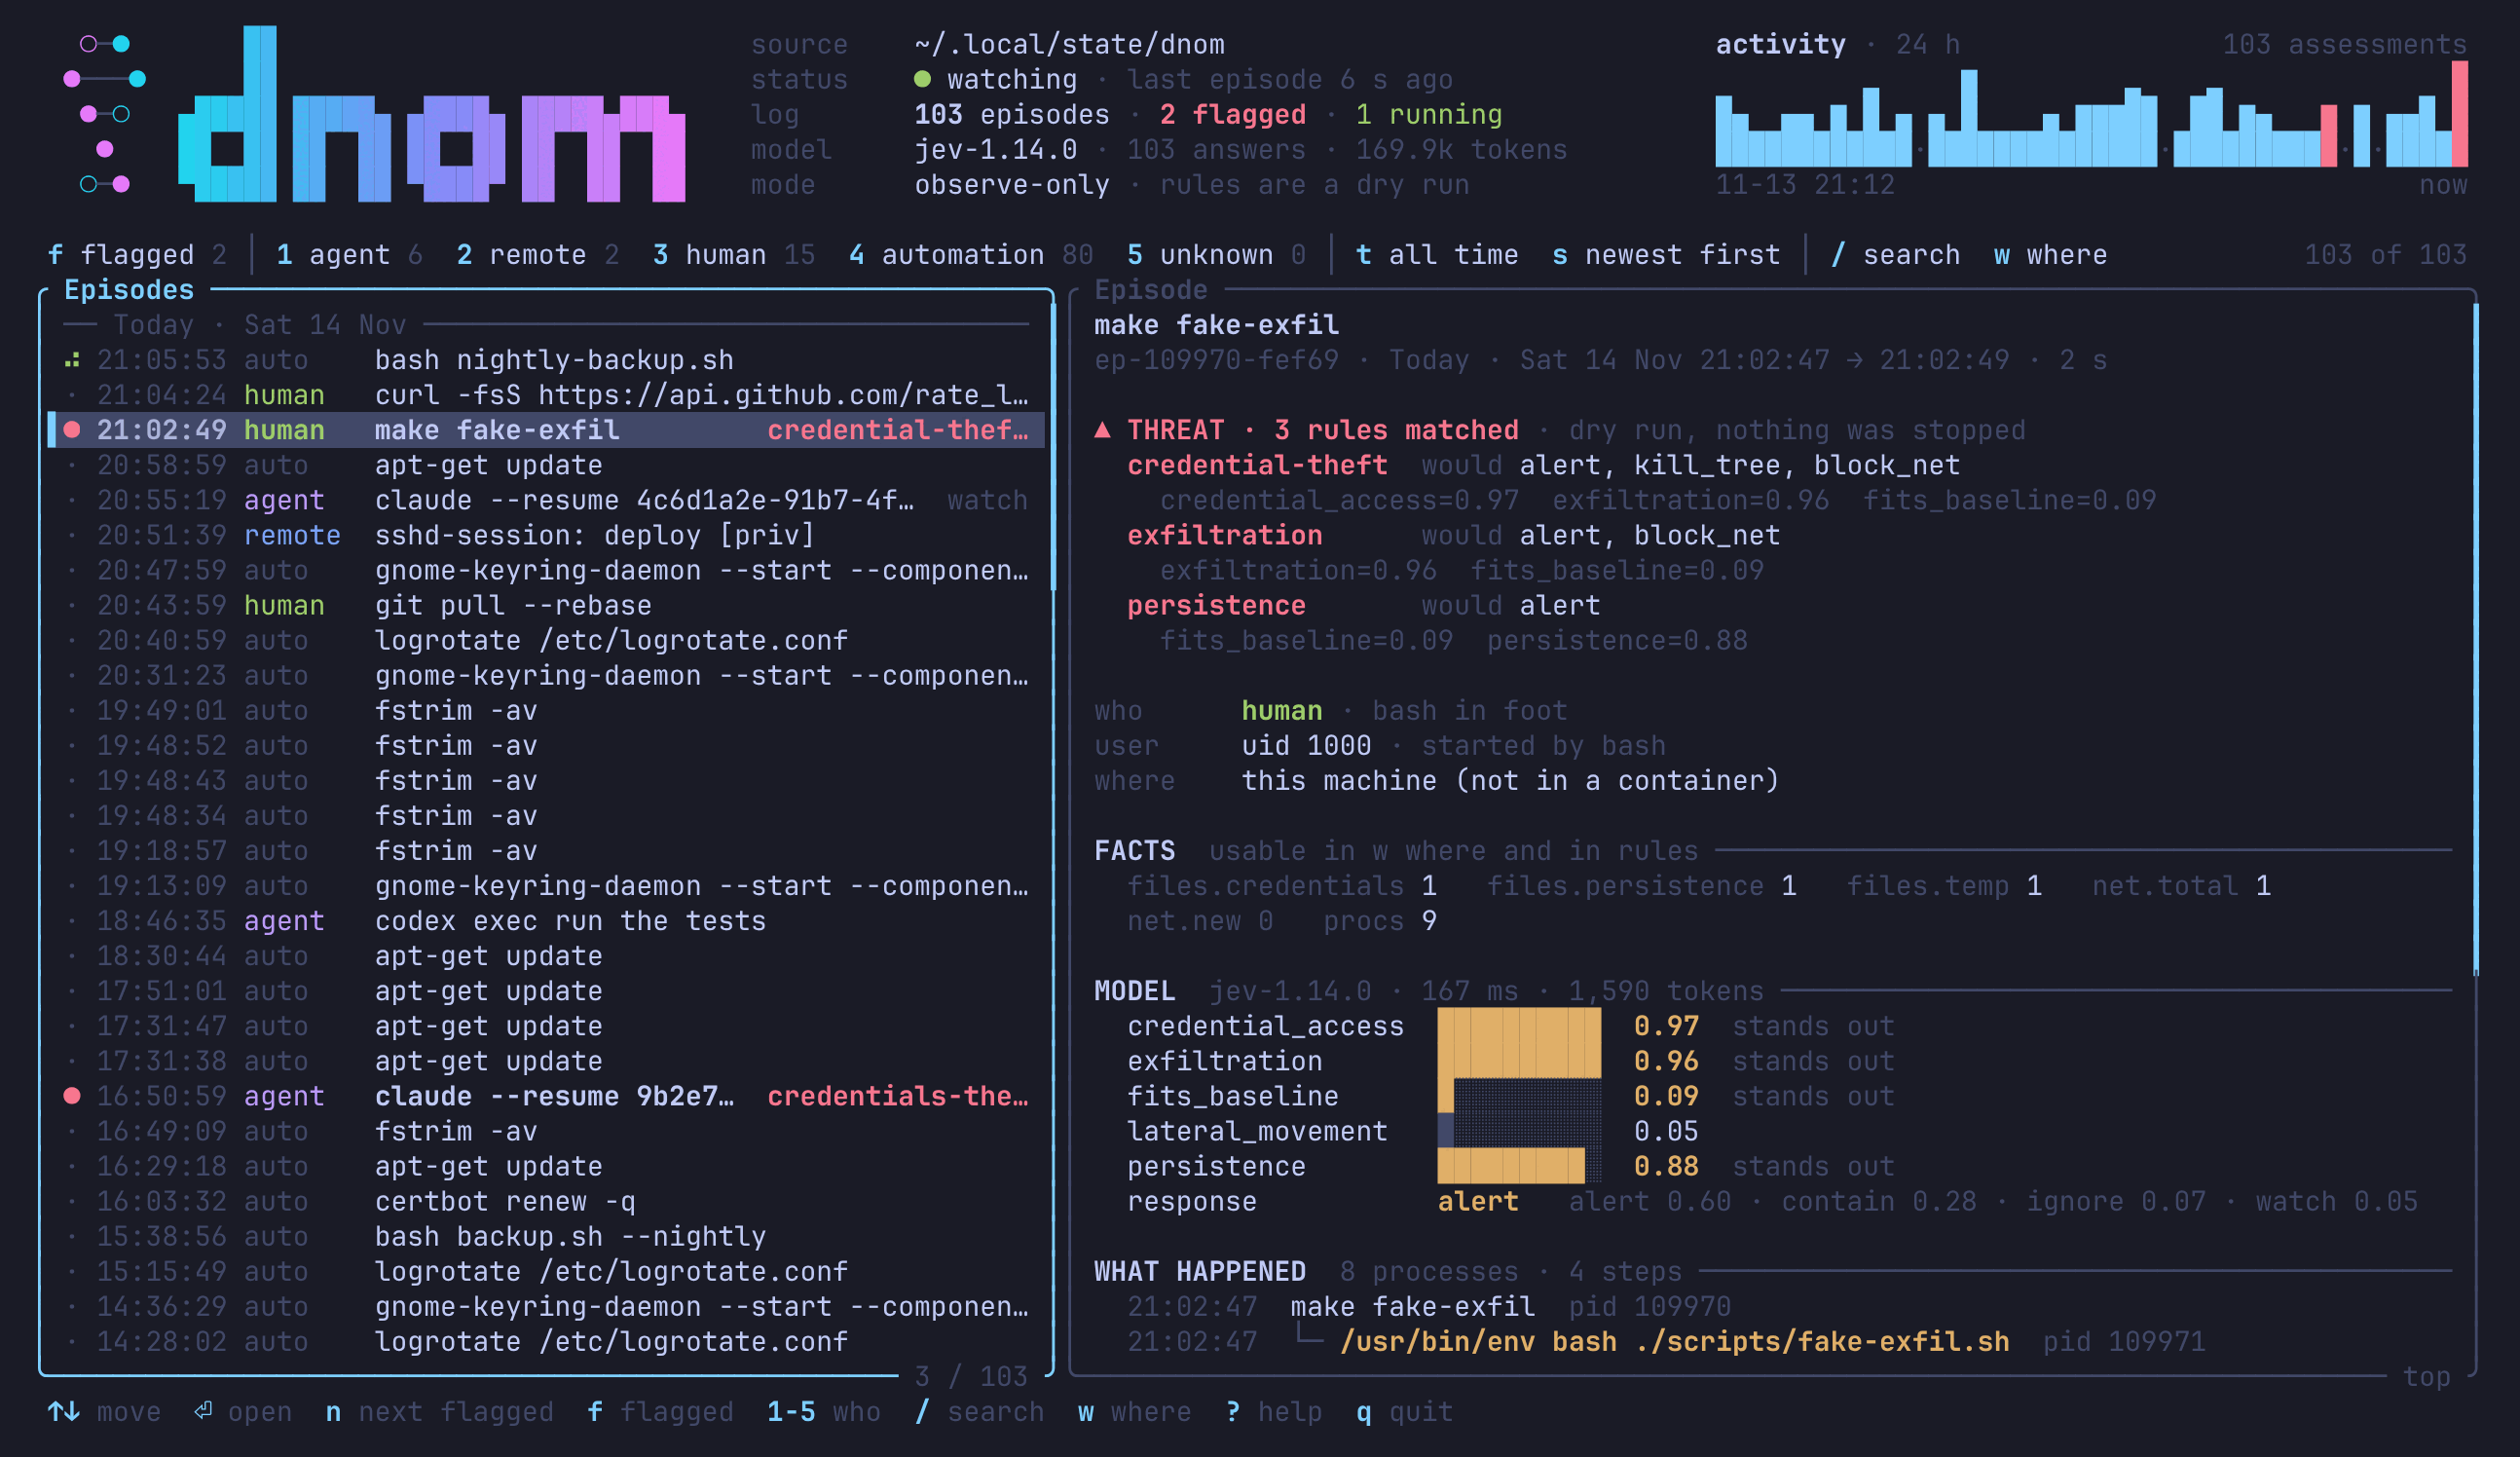 dnom
source ~/.local/state/dnom
status ● watching · last episode 6 s ago
log 103 episodes · 2 flagged · 1 running
model jev-1.14.0 · 103 answers · 169.9k tokens
mode observe-only · rules are a dry run
activity · 24 h 103 assessments
11-13 21:12 now
f flagged 2 │ 1 agent 6 2 remote 2 3 human 15 4 automation 80 5 unknown 0 │ t all time s newest first │ / search w where 103 of 103
Episodes
Today · Sat 14 Nov
21:05:53 auto bash nightly-backup.sh
· 21:04:24 human curl -fsS https://api.github.com/rate_l…
● 21:02:49 human make fake-exfil credential-thef…
· 20:58:59 auto apt-get update
· 20:55:19 agent claude --resume 4c6d1a2e-91b7-4f… watch
· 20:51:39 remote sshd-session: deploy [priv]
· 20:47:59 auto gnome-keyring-daemon --start --componen…
· 20:43:59 human git pull --rebase
· 20:40:59 auto logrotate /etc/logrotate.conf
· 20:31:23 auto gnome-keyring-daemon --start --componen…
· 19:49:01 auto fstrim -av
· 19:48:52 auto fstrim -av
· 19:48:43 auto fstrim -av
· 19:48:34 auto fstrim -av
· 19:18:57 auto fstrim -av
· 19:13:09 auto gnome-keyring-daemon --start --componen…
· 18:46:35 agent codex exec run the tests
· 18:30:44 auto apt-get update
· 17:51:01 auto apt-get update
· 17:31:47 auto apt-get update
· 17:31:38 auto apt-get update
● 16:50:59 agent claude --resume 9b2e7… credentials-the…
· 16:49:09 auto fstrim -av
· 16:29:18 auto apt-get update
· 16:03:32 auto certbot renew -q
· 15:38:56 auto bash backup.sh --nightly
· 15:15:49 auto logrotate /etc/logrotate.conf
· 14:36:29 auto gnome-keyring-daemon --start --componen…
· 14:28:02 auto logrotate /etc/logrotate.conf
3 / 103
Episode
make fake-exfil
ep-109970-fef69 · Today · Sat 14 Nov 21:02:47 → 21:02:49 · 2 s
▲ THREAT · 3 rules matched · dry run, nothing was stopped
credential-theft would alert, kill_tree, block_net
credential_access=0.97 exfiltration=0.96 fits_baseline=0.09
exfiltration would alert, block_net
exfiltration=0.96 fits_baseline=0.09
persistence would alert
fits_baseline=0.09 persistence=0.88
who human · bash in foot
user uid 1000 · started by bash
where this machine (not in a container)
FACTS usable in w where and in rules
files.credentials 1 files.persistence 1 files.temp 1 net.total 1
net.new 0 procs 9
MODEL jev-1.14.0 · 167 ms · 1,590 tokens
credential_access 0.97 stands out
exfiltration 0.96 stands out
fits_baseline 0.09 stands out
lateral_movement 0.05
persistence 0.88 stands out
response alert alert 0.60 · contain 0.28 · ignore 0.07 · watch 0.05
WHAT HAPPENED 8 processes · 4 steps
21:02:47 make fake-exfil pid 109970
21:02:47 └─ /usr/bin/env bash ./scripts/fake-exfil.sh pid 109971
top
↑↓ move ⏎ open n next flagged f flagged 1-5 who / search w where ? help q quit